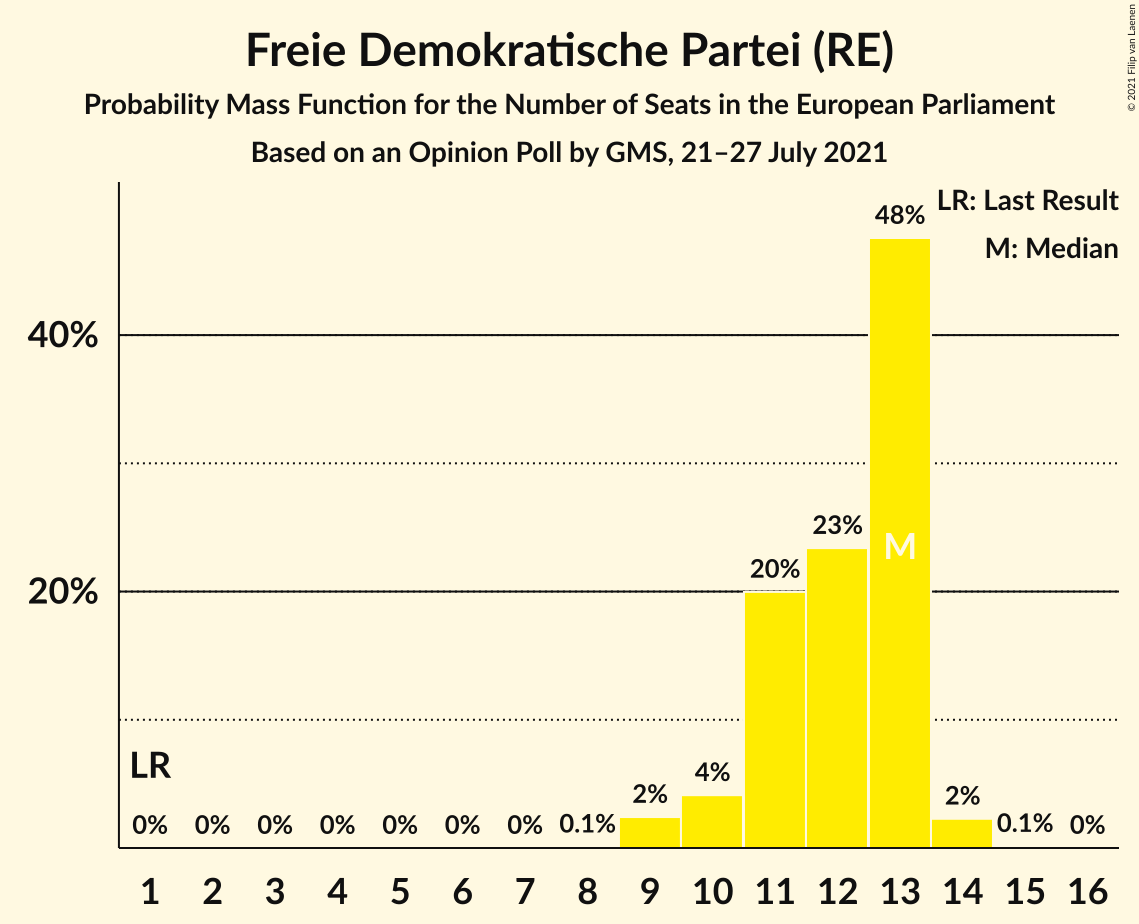 Freie Demokratische Partei (RE)
Probability Mass Function for the Number of Seats in the European Parliament
Based on an Opinion Poll by GMS, 21–27 July 2021
© 2021 Filip van Laenen
LR: Last Result
M: Median
48%
40%
23%
M
20%
20%
LR
4%
2%
2%
0%
0%
0%
0%
0%
0%
0%
0.1%
0.1%
0%
1 2 3 4 5 6 7 8 9 10 11 12 13 14 15 16